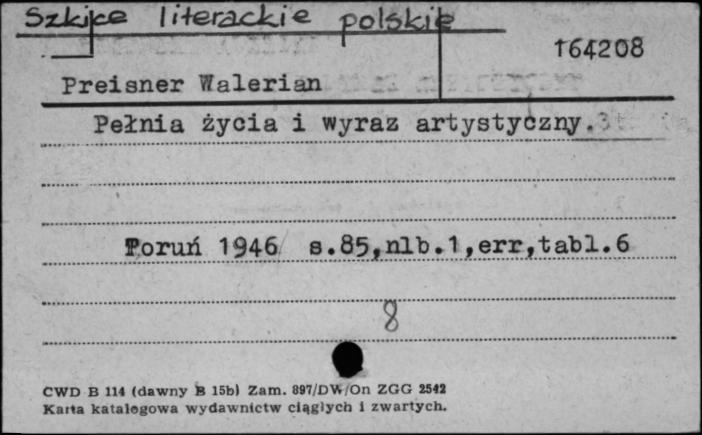 Szkice literackie polskie
164208
Preisner Walerian
Pełnia życia i wyraz artystyczny.
Toruń 1946 s.85,nlb.1,err,tabl.6
8
CWD B 114 (dawny B 15b) Zam. 897/DW/On ZGG 2542
Karta katalogowa wydawnictw ciągłych i zwartych.